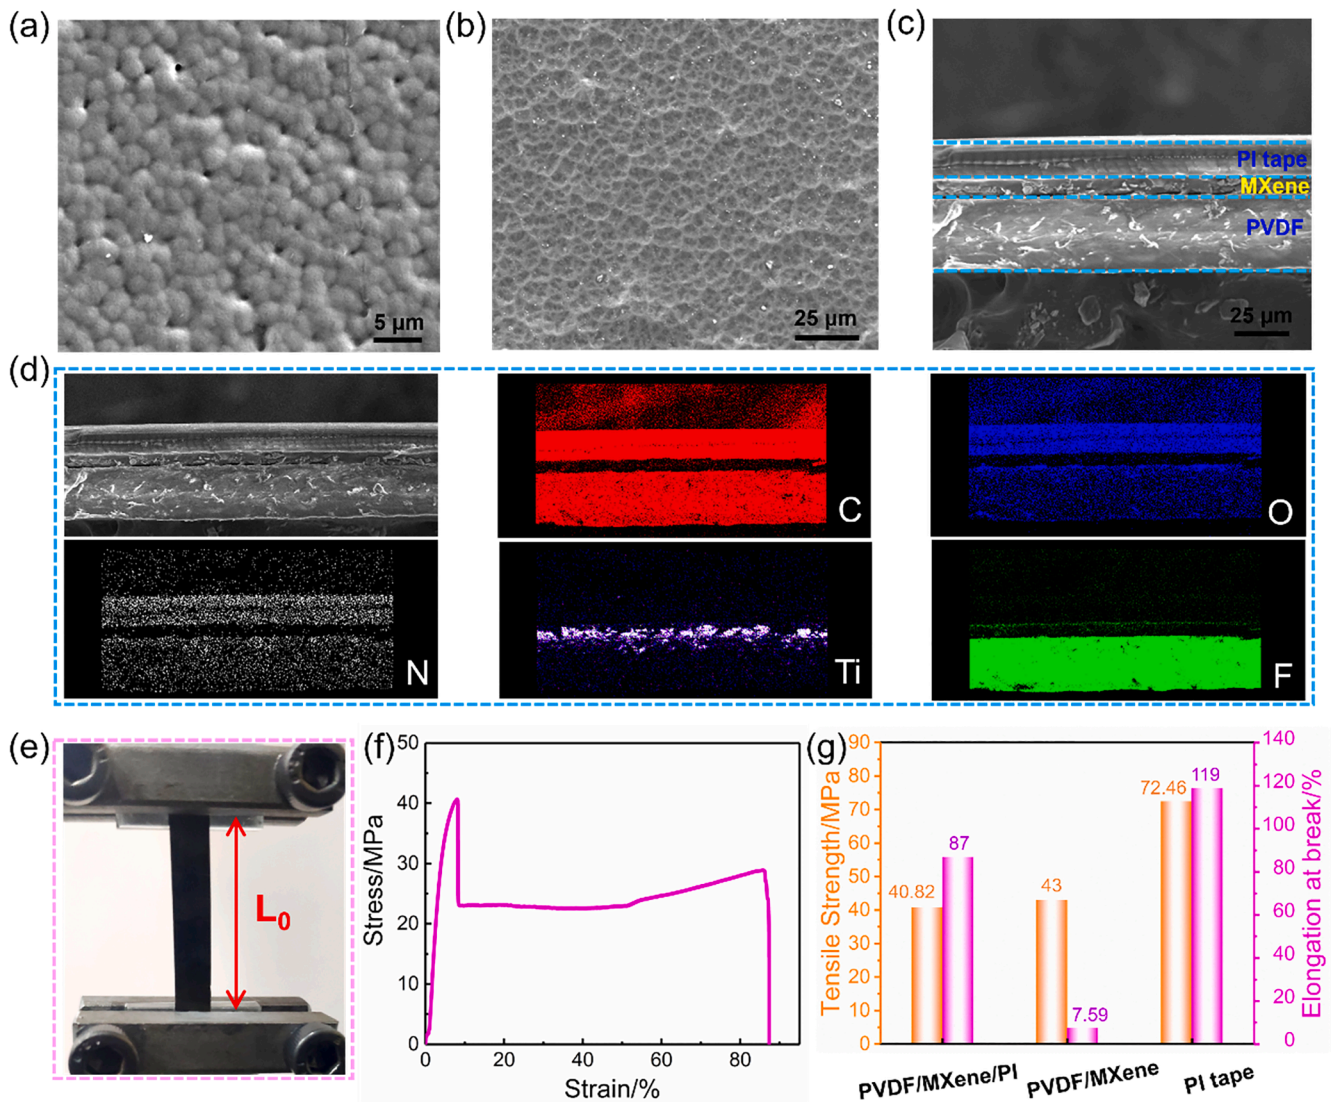 (a)
5 μm
(b)
25 μm
(c)
PI tape
MXene
PVDF
25 μm
(d)
C
O
N
Ti
F
(e)
L0
(f)
50
40
30
20
10
0
Stress/MPa
0 20 40 60 80
Strain/%
(g)
90
80
70
60
50
40
30
20
10
0
Tensile Strength/MPa
40.82
87
43
7.59
72.46
119
140
120
100
80
60
40
20
0
Elongation at break/%
PVDF/MXene/PI
PVDF/MXene
PI tape